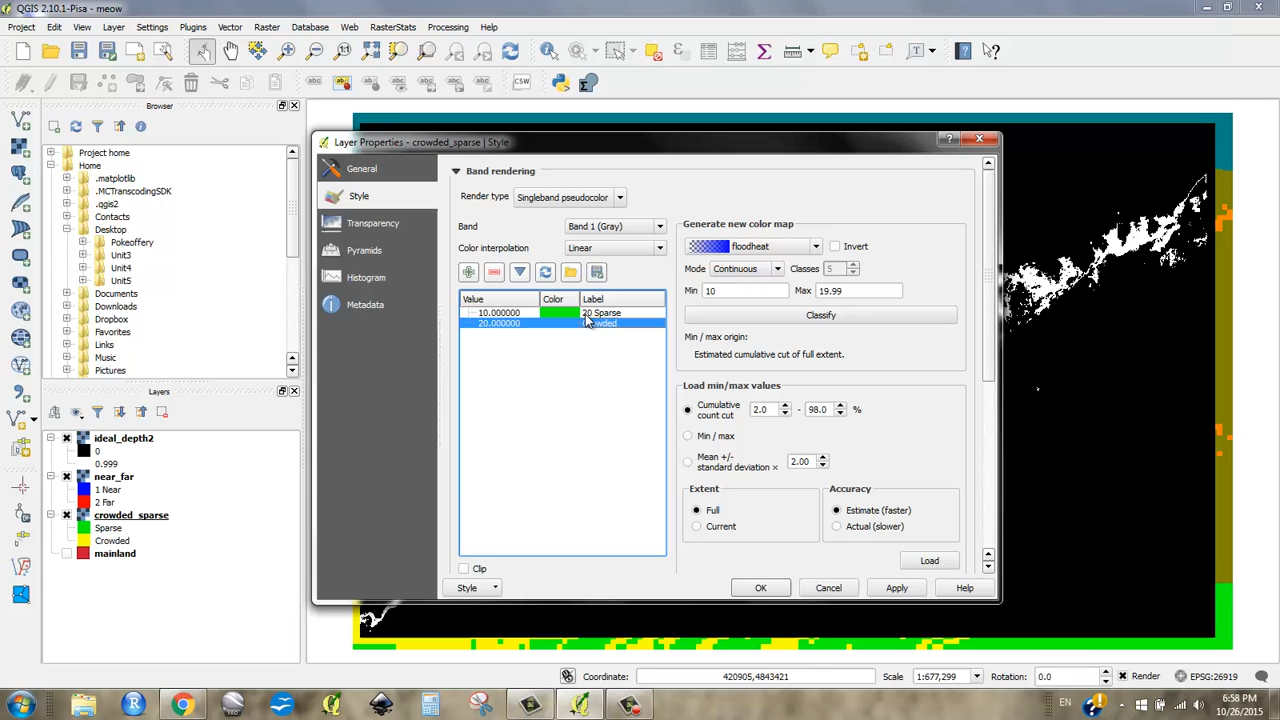 QGIS 2.10.1-Pisa - meow
Project Edit View Layer Settings Plugins Vector Raster Database Web RasterStats Processing Help
Browser
Project home
Home
.matplotlib
.MCTranscodingSDK
.qgis2
Contacts
Desktop
Pokeoffery
Unit3
Unit4
Unit5
Documents
Downloads
Dropbox
Favorites
Links
Music
Pictures
Layers
ideal_depth2
0
0.999
near_far
1 Near
2 Far
crowded_sparse
Sparse
Crowded
mainland
Layer Properties - crowded_sparse | Style
General
Style
Transparency
Pyramids
Histogram
Metadata
Band rendering
Render type Singleband pseudocolor
Band Band 1 (Gray)
Color interpolation Linear
Value Color Label
10.000000 20 Sparse
20.000000 Crowded
Clip
Generate new color map
floodheat Invert
Mode Continuous Classes 5
Min 10 Max 19.99
Classify
Min / max origin:
Estimated cumulative cut of full extent.
Load min/max values
Cumulative count cut 2.0 - 98.0 %
Min / max
Mean +/- standard deviation × 2.00
Extent
Full
Current
Accuracy
Estimate (faster)
Actual (slower)
Load
Style OK Cancel Apply Help
Coordinate: 420905,4843421 Scale 1:677,299 Rotation: 0.0 Render EPSG:26919
EN
6:58 PM
10/26/2015